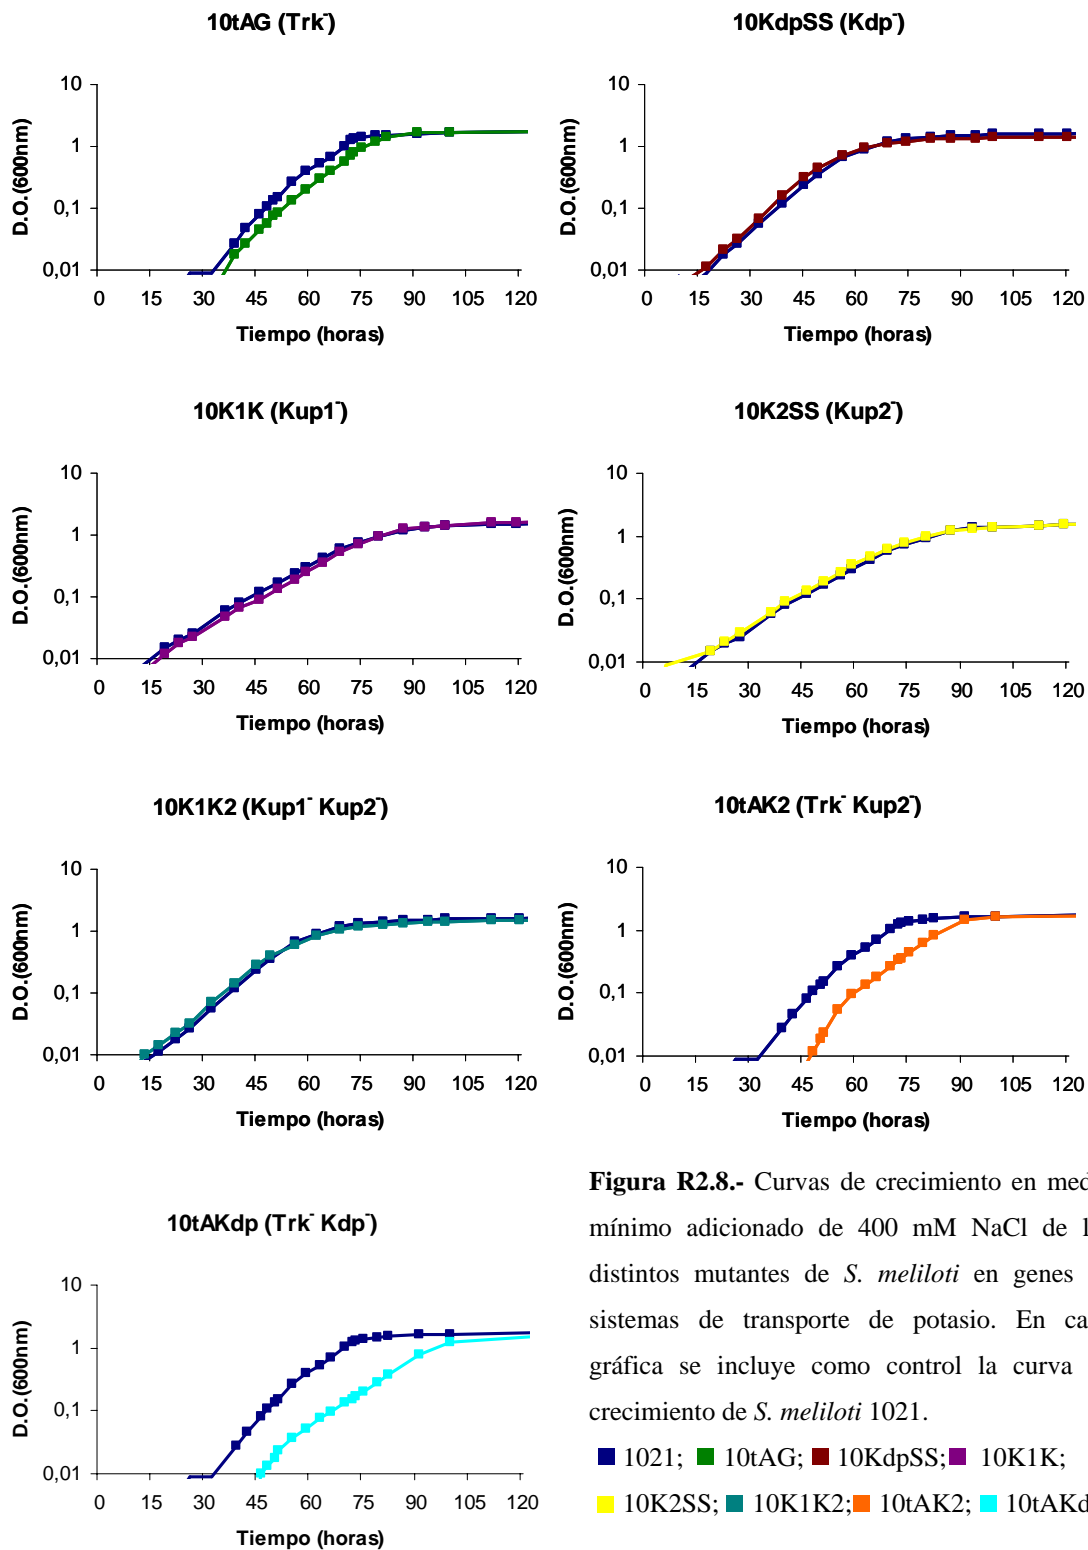 10tAG (Trk⁻)
10KdpSS (Kdp⁻)
D.O.(600nm)
10
1
0,1
0,01
0 15 30 45 60 75 90 105 120
Tiempo (horas)
D.O.(600nm)
10
1
0,1
0,01
0 15 30 45 60 75 90 105 120
Tiempo (horas)
10K1K (Kup1⁻)
10K2SS (Kup2⁻)
D.O.(600nm)
10
1
0,1
0,01
0 15 30 45 60 75 90 105 120
Tiempo (horas)
D.O.(600nm)
10
1
0,1
0,01
0 15 30 45 60 75 90 105 120
Tiempo (horas)
10K1K2 (Kup1⁻ Kup2⁻)
10tAK2 (Trk⁻ Kup2⁻)
D.O.(600nm)
10
1
0,1
0,01
0 15 30 45 60 75 90 105 120
Tiempo (horas)
D.O.(600nm)
10
1
0,1
0,01
0 15 30 45 60 75 90 105 120
Tiempo (horas)
10tAKdp (Trk⁻ Kdp⁻)
D.O.(600nm)
10
1
0,1
0,01
0 15 30 45 60 75 90 105 120
Tiempo (horas)
Figura R2.8.- Curvas de crecimiento en med
mínimo adicionado de 400 mM NaCl de l
distintos mutantes de S. meliloti en genes
sistemas de transporte de potasio. En ca
gráfica se incluye como control la curva
crecimiento de S. meliloti 1021.
1021; 10tAG; 10KdpSS; 10K1K;
10K2SS; 10K1K2; 10tAK2; 10tAKd